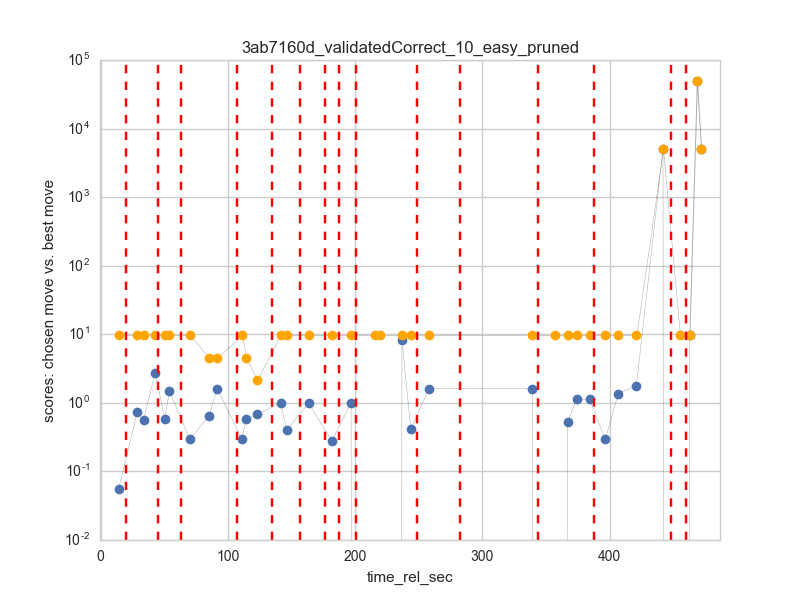 3ab7160d_validatedCorrect_10_easy_pruned
10^5
10^4
10^3
10^2
10^1
10^0
10^-1
10^-2
scores: chosen move vs. best move
0 100 200 300 400
time_rel_sec